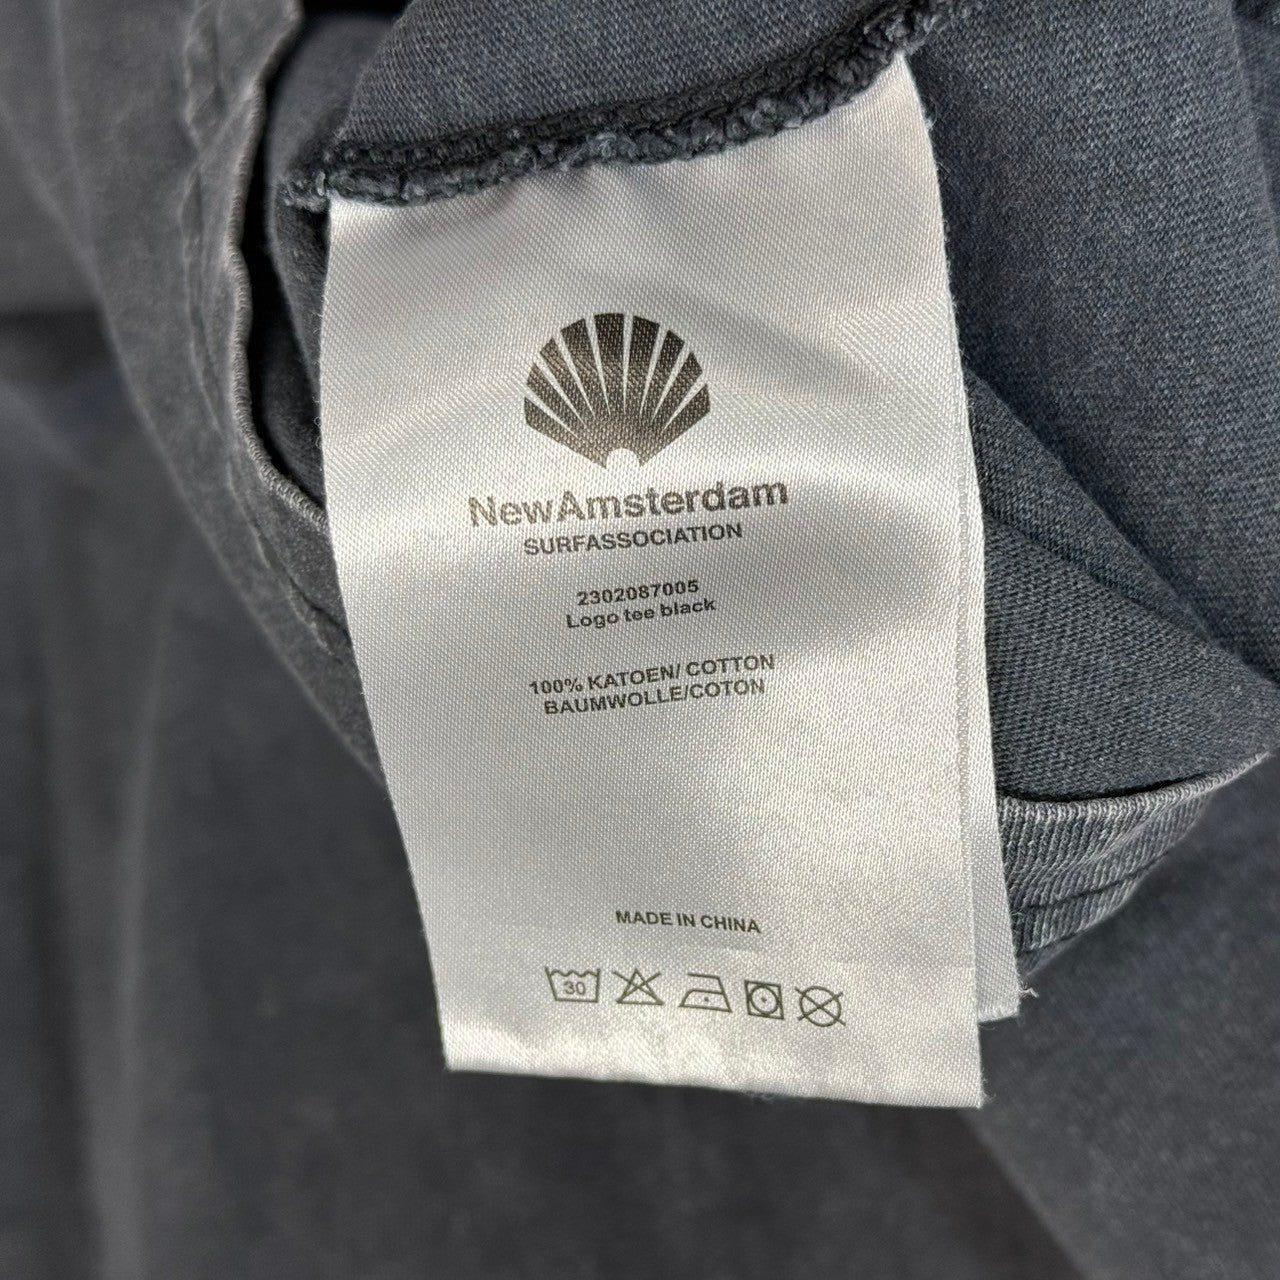 NewAmsterdam
SURFASSOCIATION
2302087005
Logo tee black
100% KATOEN/ COTTON
BAUMWOLLE/COTON
MADE IN CHINA
30